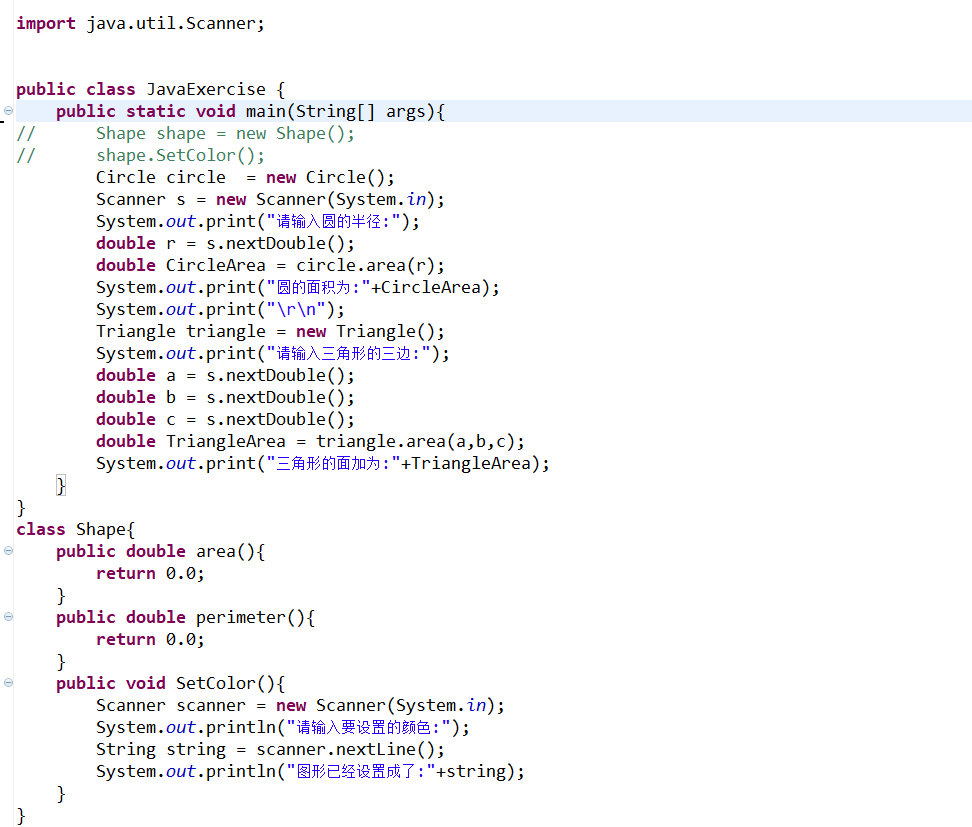 import java.util.Scanner;
public class JavaExercise {
    public static void main(String[] args){
//      Shape shape = new Shape();
//      shape.SetColor();
        Circle circle  = new Circle();
        Scanner s = new Scanner(System.in);
        System.out.print("请输入圆的半径:");
        double r = s.nextDouble();
        double CircleArea = circle.area(r);
        System.out.print("圆的面积为:"+CircleArea);
        System.out.print("\r\n");
        Triangle triangle = new Triangle();
        System.out.print("请输入三角形的三边:");
        double a = s.nextDouble();
        double b = s.nextDouble();
        double c = s.nextDouble();
        double TriangleArea = triangle.area(a,b,c);
        System.out.print("三角形的面加为:"+TriangleArea);
    }
}
class Shape{
    public double area(){
        return 0.0;
    }
    public double perimeter(){
        return 0.0;
    }
    public void SetColor(){
        Scanner scanner = new Scanner(System.in);
        System.out.println("请输入要设置的颜色:");
        String string = scanner.nextLine();
        System.out.println("图形已经设置成了:"+string);
    }
}